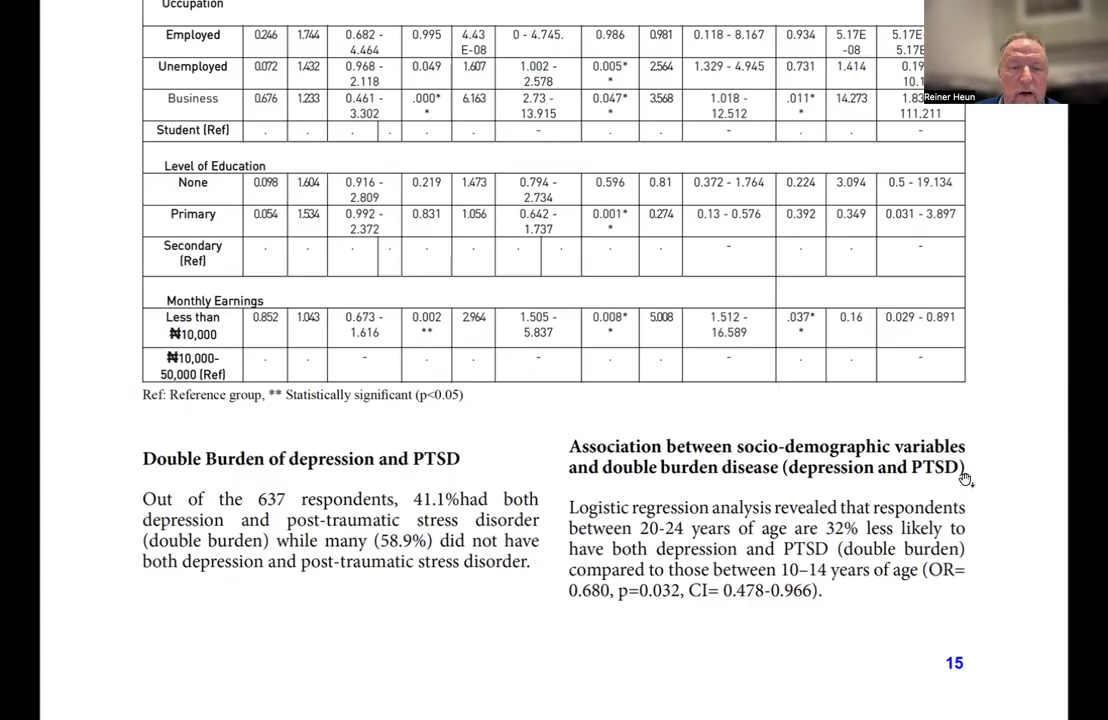 Occupation
Employed 0.246 1.744 0.682 - 0.995 4.43 0 - 4.745. 0.986 0.981 0.118 - 8.167 0.934 5.17E 5.17E
4.464 E-08 -08 5.17E
Unemployed 0.072 1.432 0.968 - 0.049 1.607 1.002 - 0.005* 2.564 1.329 - 4.945 0.731 1.414 0.19
2.118 2.578 * 10.1
Business 0.676 1.233 0.461 - .000* 6.163 2.73 - 0.047* 3.568 1.018 - .011* 14.273 1.83
3.302 * 13.915 * 12.512 * 111.211
Reiner Heun
Student (Ref) . . . . . . - . . - . . -
Level of Education
None 0.098 1.604 0.916 - 0.219 1.473 0.794 - 0.596 0.81 0.372 - 1.764 0.224 3.094 0.5 - 19.134
2.809 2.734
Primary 0.054 1.534 0.992 - 0.831 1.056 0.642 - 0.001* 0.274 0.13 - 0.576 0.392 0.349 0.031 - 3.897
2.372 1.737 *
Secondary . . . . . . . . . . - . . -
(Ref)
Monthly Earnings
Less than 0.852 1.043 0.673 - 0.002 2.964 1.505 - 0.008* 5.008 1.512 - .037* 0.16 0.029 - 0.891
₦10,000 1.616 ** 5.837 * 16.589 *
₦10,000- . . - . . - . . - . . -
50,000 (Ref)
Ref: Reference group, ** Statistically significant (p<0.05)
Double Burden of depression and PTSD
Out of the 637 respondents, 41.1%had both
depression and post-traumatic stress disorder
(double burden) while many (58.9%) did not have
both depression and post-traumatic stress disorder.
Association between socio-demographic variables
and double burden disease (depression and PTSD)
Logistic regression analysis revealed that respondents
between 20-24 years of age are 32% less likely to
have both depression and PTSD (double burden)
compared to those between 10–14 years of age (OR=
0.680, p=0.032, CI= 0.478-0.966).
15